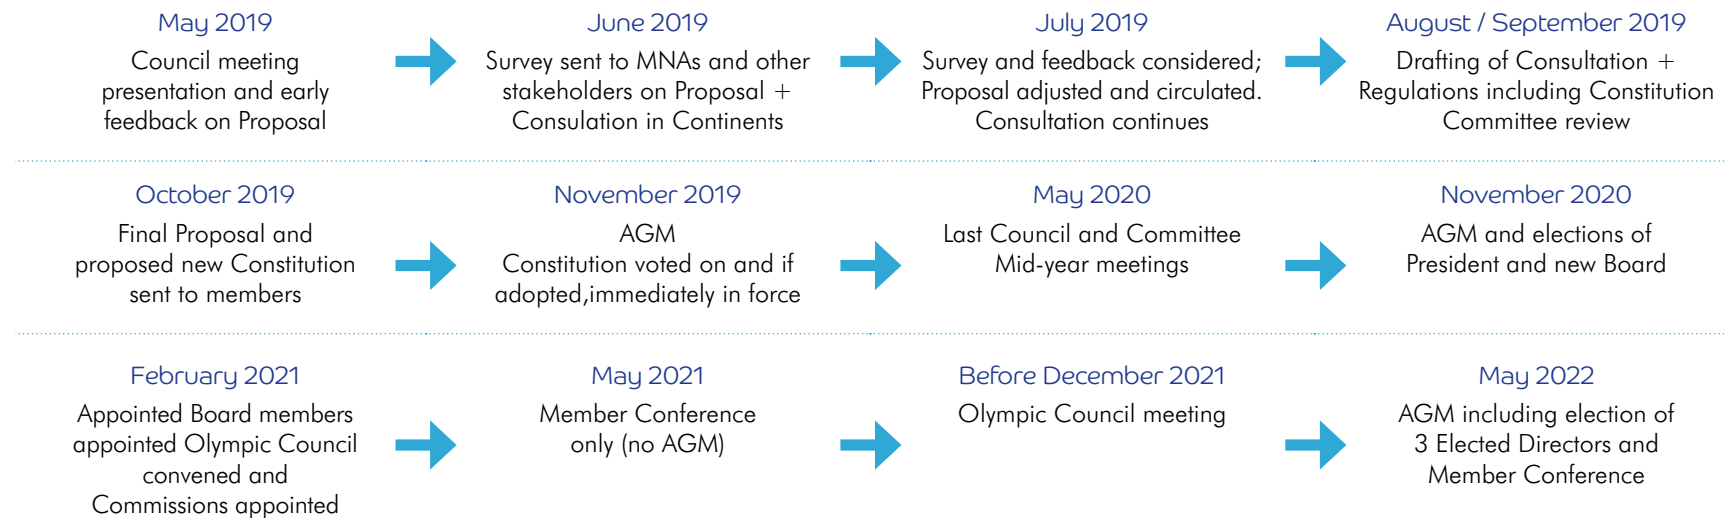 May 2019
Council meeting
presentation and early
feedback on Proposal
June 2019
Survey sent to MNAs and other
stakeholders on Proposal +
Consulation in Continents
July 2019
Survey and feedback considered;
Proposal adjusted and circulated.
Consultation continues
August / September 2019
Drafting of Consultation +
Regulations including Constitution
Committee review
October 2019
Final Proposal and
proposed new Constitution
sent to members
November 2019
AGM
Constitution voted on and if
adopted,immediately in force
May 2020
Last Council and Committee
Mid-year meetings
November 2020
AGM and elections of
President and new Board
February 2021
Appointed Board members
appointed Olympic Council
convened and
Commissions appointed
May 2021
Member Conference
only (no AGM)
Before December 2021
Olympic Council meeting
May 2022
AGM including election of
3 Elected Directors and
Member Conference